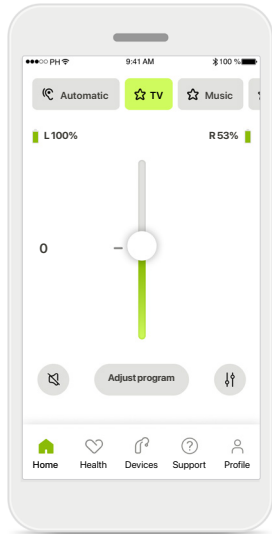 ●●●○○ PH 9:41 AM 100 %
Automatic TV Music
L 100% R 53%
0
Adjust program
Home Health Devices Support Profile